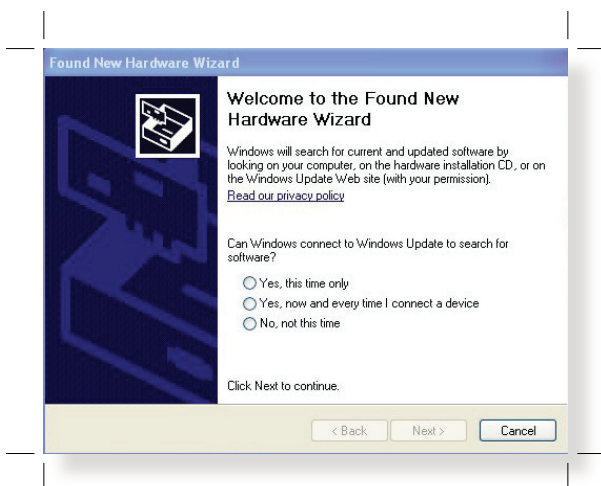 Found New Hardware Wizard
Welcome to the Found New
Hardware Wizard
Windows will search for current and updated software by
looking on your computer, on the hardware installation CD, or on
the Windows Update Web site (with your permission).
Read our privacy policy
Can Windows connect to Windows Update to search for
software?
Yes, this time only
Yes, now and every time I connect a device
No, not this time
Click Next to continue.
< Back
Next >
Cancel